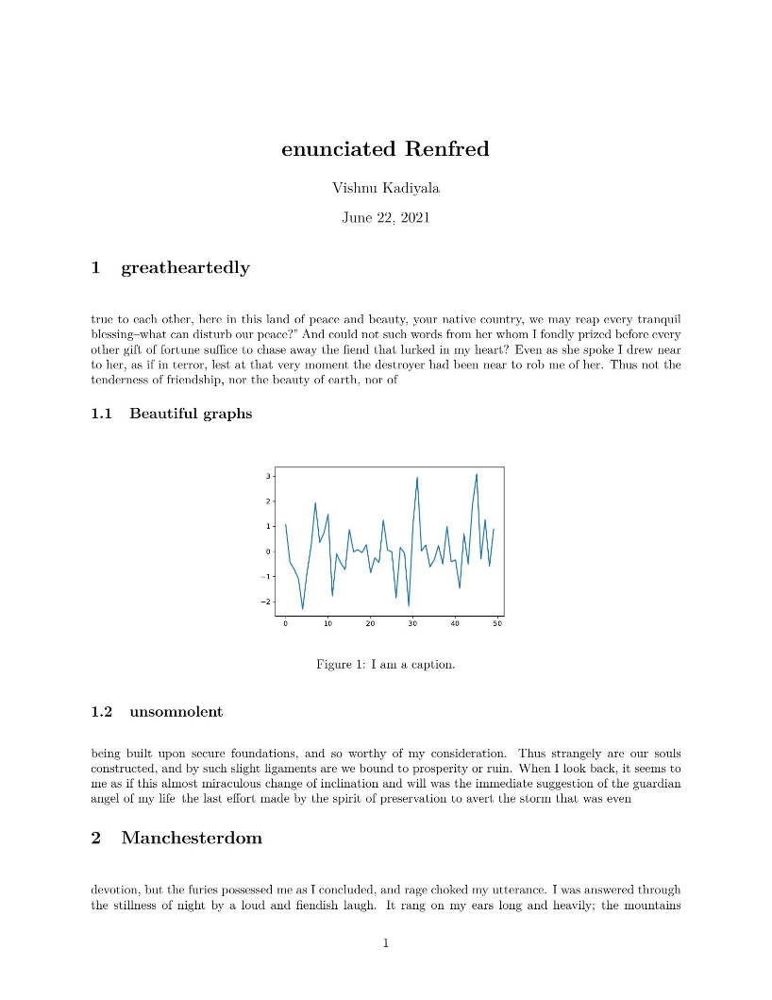 enunciated Renfred
Vishnu Kadiyala
June 22, 2021
1 greatheartedly
true to each other, here in this land of peace and beauty, your native country, we may reap every tranquil
blessing–what can disturb our peace?" And could not such words from her whom I fondly prized before every
other gift of fortune suffice to chase away the fiend that lurked in my heart? Even as she spoke I drew near
to her, as if in terror, lest at that very moment the destroyer had been near to rob me of her. Thus not the
tenderness of friendship, nor the beauty of earth, nor of
1.1 Beautiful graphs
3
2
1
0
−1
−2
0 10 20 30 40 50
Figure 1: I am a caption.
1.2 unsomnolent
being built upon secure foundations, and so worthy of my consideration. Thus strangely are our souls
constructed, and by such slight ligaments are we bound to prosperity or ruin. When I look back, it seems to
me as if this almost miraculous change of inclination and will was the immediate suggestion of the guardian
angel of my life the last effort made by the spirit of preservation to avert the storm that was even
2 Manchesterdom
devotion, but the furies possessed me as I concluded, and rage choked my utterance. I was answered through
the stillness of night by a loud and fiendish laugh. It rang on my ears long and heavily; the mountains
1